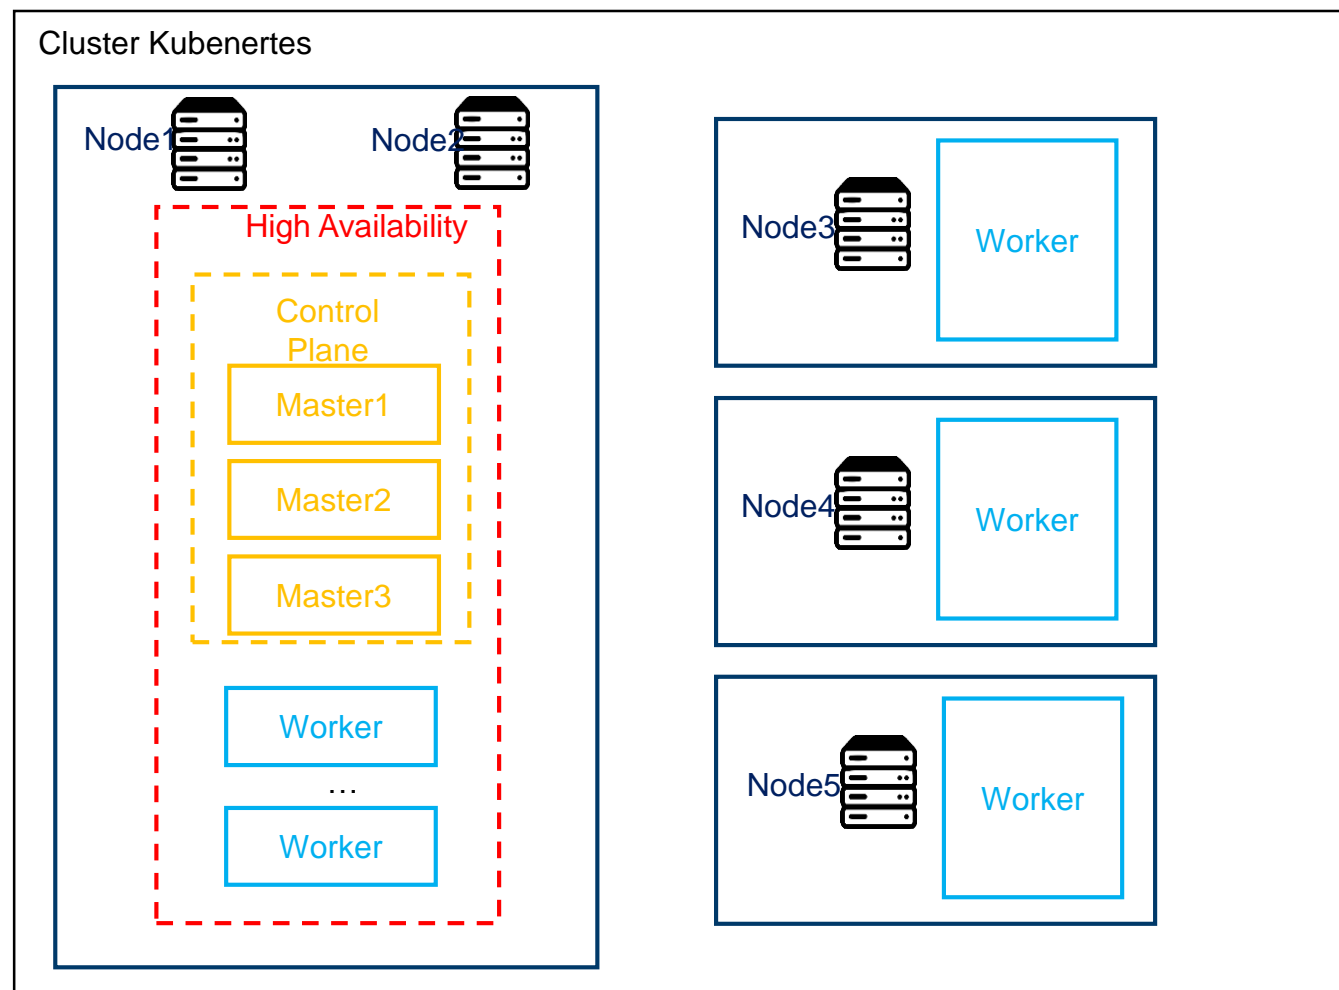 Cluster Kubenertes
Node1
Node2
High Availability
Control
Plane
Master1
Master2
Master3
Worker
...
Worker
Node3
Worker
Node4
Worker
Node5
Worker